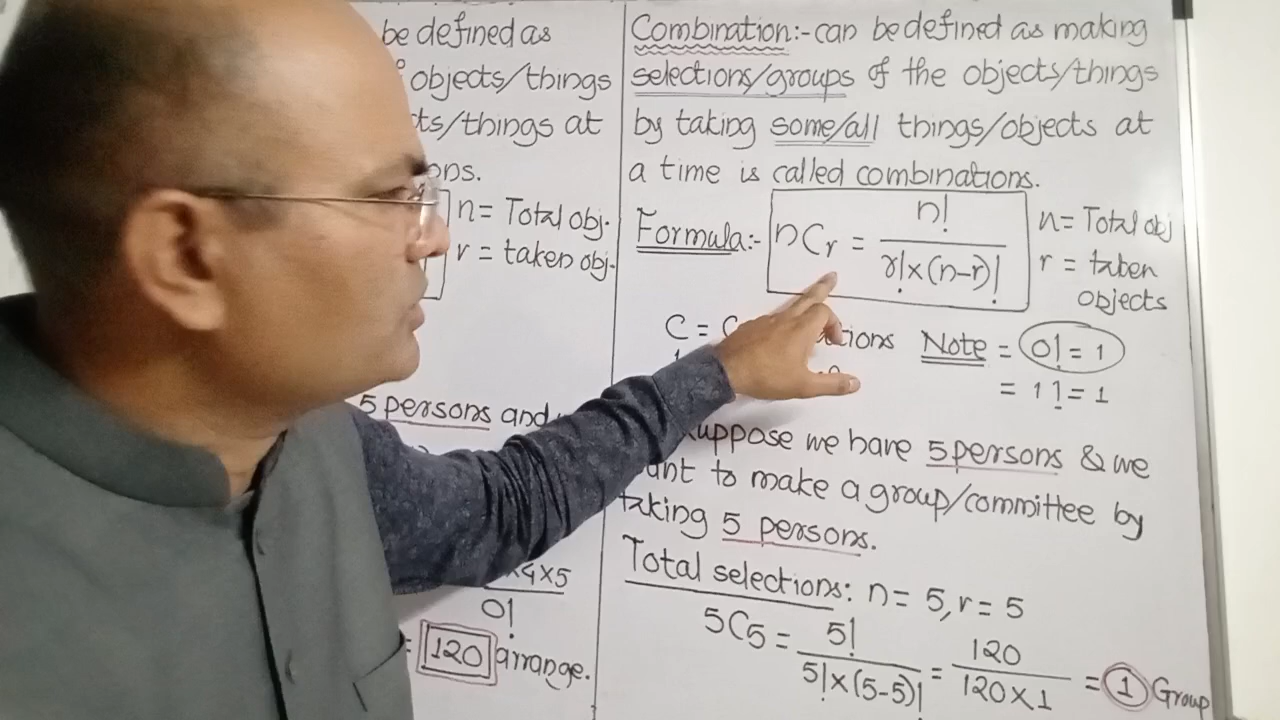 be defined as
objects/things
ts/things at
ons.
n = Total obj.
r = taken obj.
5 persons and
x4x5
0!
= 120 arrange.
Combination:- can be defined as making
selections/groups of the objects/things
by taking some/all things/objects at
a time is called combinations.
Formula:- nCr = n! / r!x(n-r)!
n = Total obj
r = taken
objects
C = C tions Note = 0! = 1
= 1! = 1
uppose we have 5 persons & we
ant to make a group/committee by
taking 5 persons.
Total selections: n = 5, r = 5
5C5 = 5! / 5!x(5-5)! = 120 / 120x1 = 1 Group